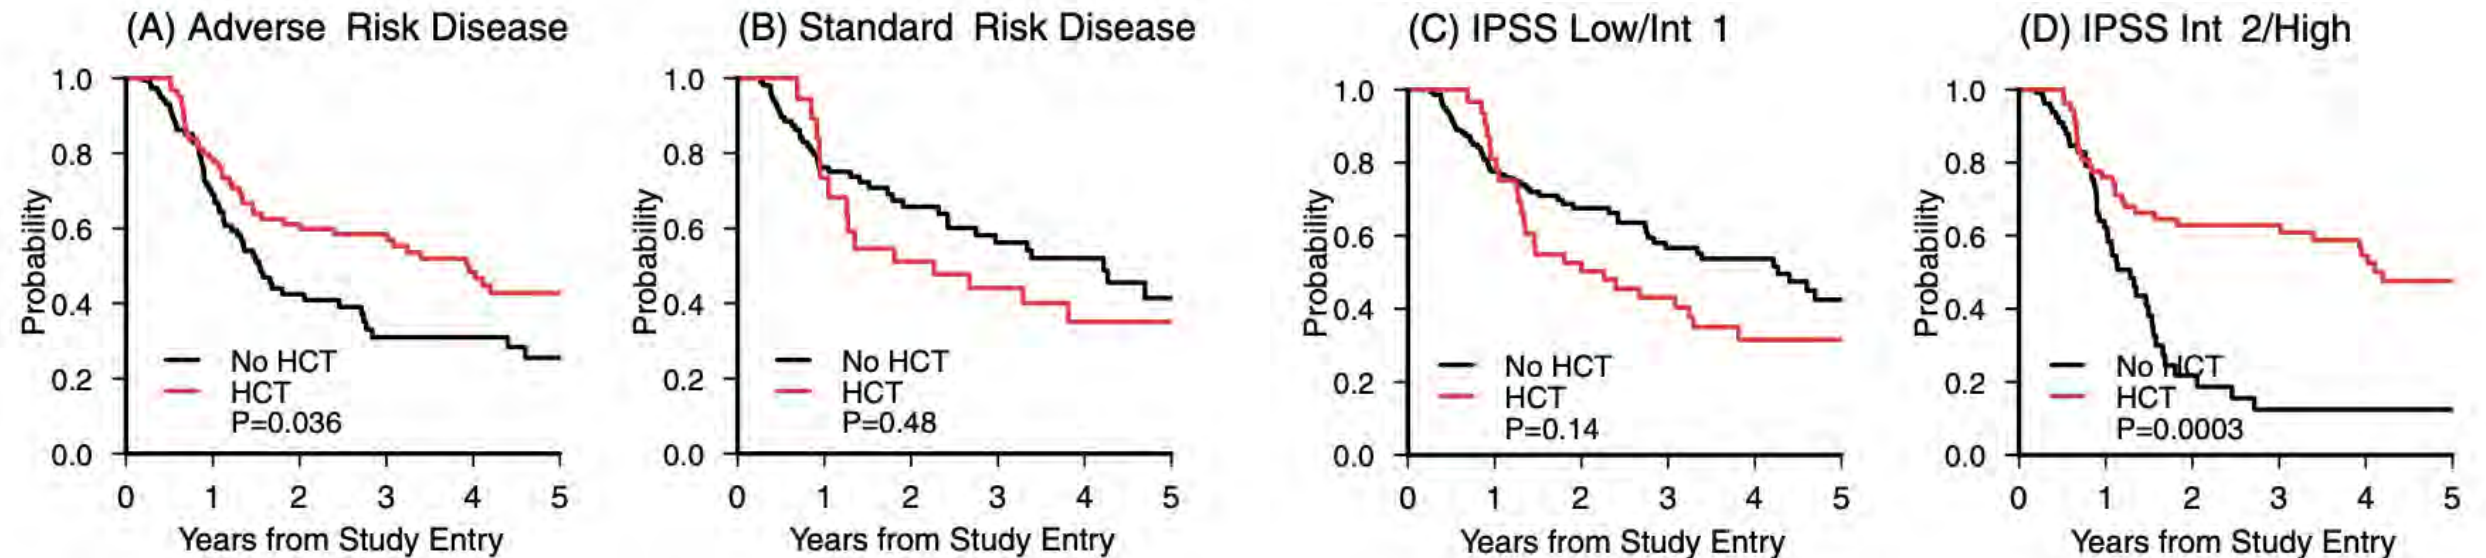 (A) Adverse Risk Disease
Probability
1.0
0.8
0.6
0.4
0.2
0.0
No HCT
HCT
P=0.036
0 1 2 3 4 5
Years from Study Entry
(B) Standard Risk Disease
Probability
1.0
0.8
0.6
0.4
0.2
0.0
No HCT
HCT
P=0.48
0 1 2 3 4 5
Years from Study Entry
(C) IPSS Low/Int 1
Probability
1.0
0.8
0.6
0.4
0.2
0.0
No HCT
HCT
P=0.14
0 1 2 3 4 5
Years from Study Entry
(D) IPSS Int 2/High
Probability
1.0
0.8
0.6
0.4
0.2
0.0
No HCT
HCT
P=0.0003
0 1 2 3 4 5
Years from Study Entry